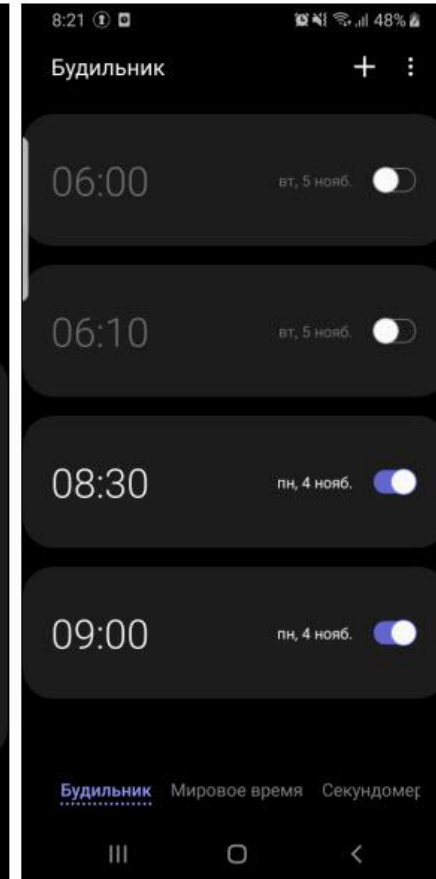 8:21 48%
Будильник
06:00 вт, 5 нояб.
06:10 вт, 5 нояб.
08:30 пн, 4 нояб.
09:00 пн, 4 нояб.
Будильник Мировое время Секундомер